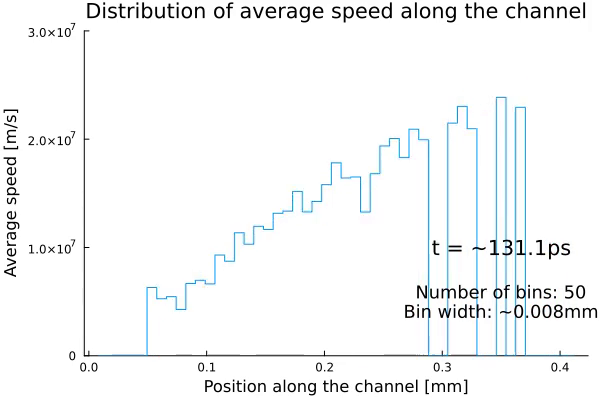 Distribution of average speed along the channel
3.0×10⁷
2.0×10⁷
1.0×10⁷
0
Average speed [m/s]
t = ~131.1ps
Number of bins: 50
Bin width: ~0.008mm
0.0 0.1 0.2 0.3 0.4
Position along the channel [mm]